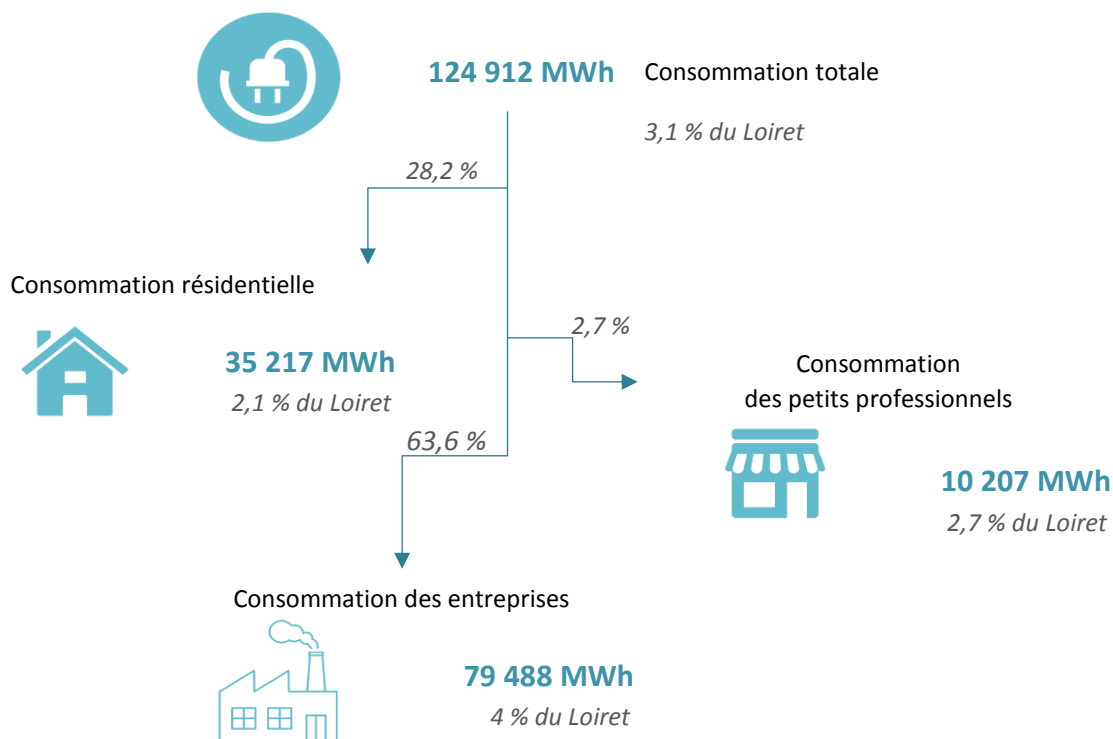 124 912 MWh Consommation totale
3,1 % du Loiret
28,2 %
Consommation résidentielle
35 217 MWh
2,1 % du Loiret
2,7 %
Consommation
des petits professionnels
10 207 MWh
2,7 % du Loiret
63,6 %
Consommation des entreprises
79 488 MWh
4 % du Loiret